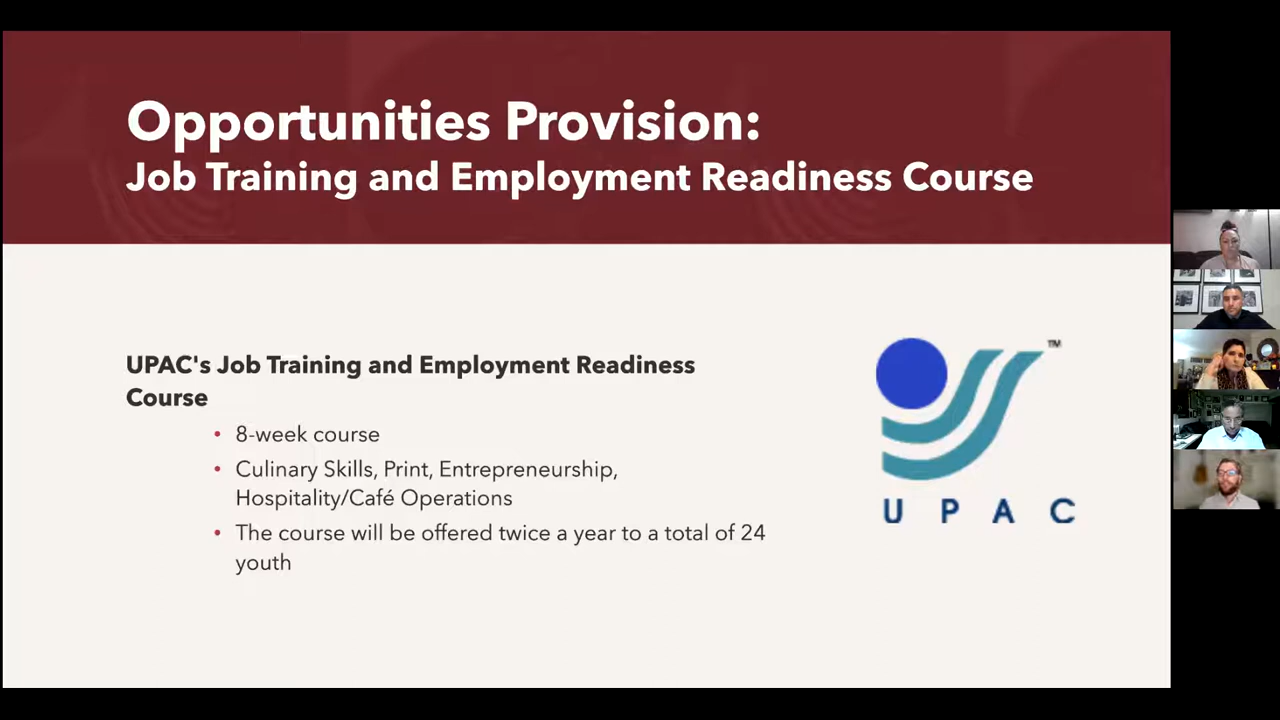 Opportunities Provision:
Job Training and Employment Readiness Course
UPAC's Job Training and Employment Readiness
Course
• 8-week course
• Culinary Skills, Print, Entrepreneurship,
Hospitality/Café Operations
• The course will be offered twice a year to a total of 24
youth
TM
U P A C